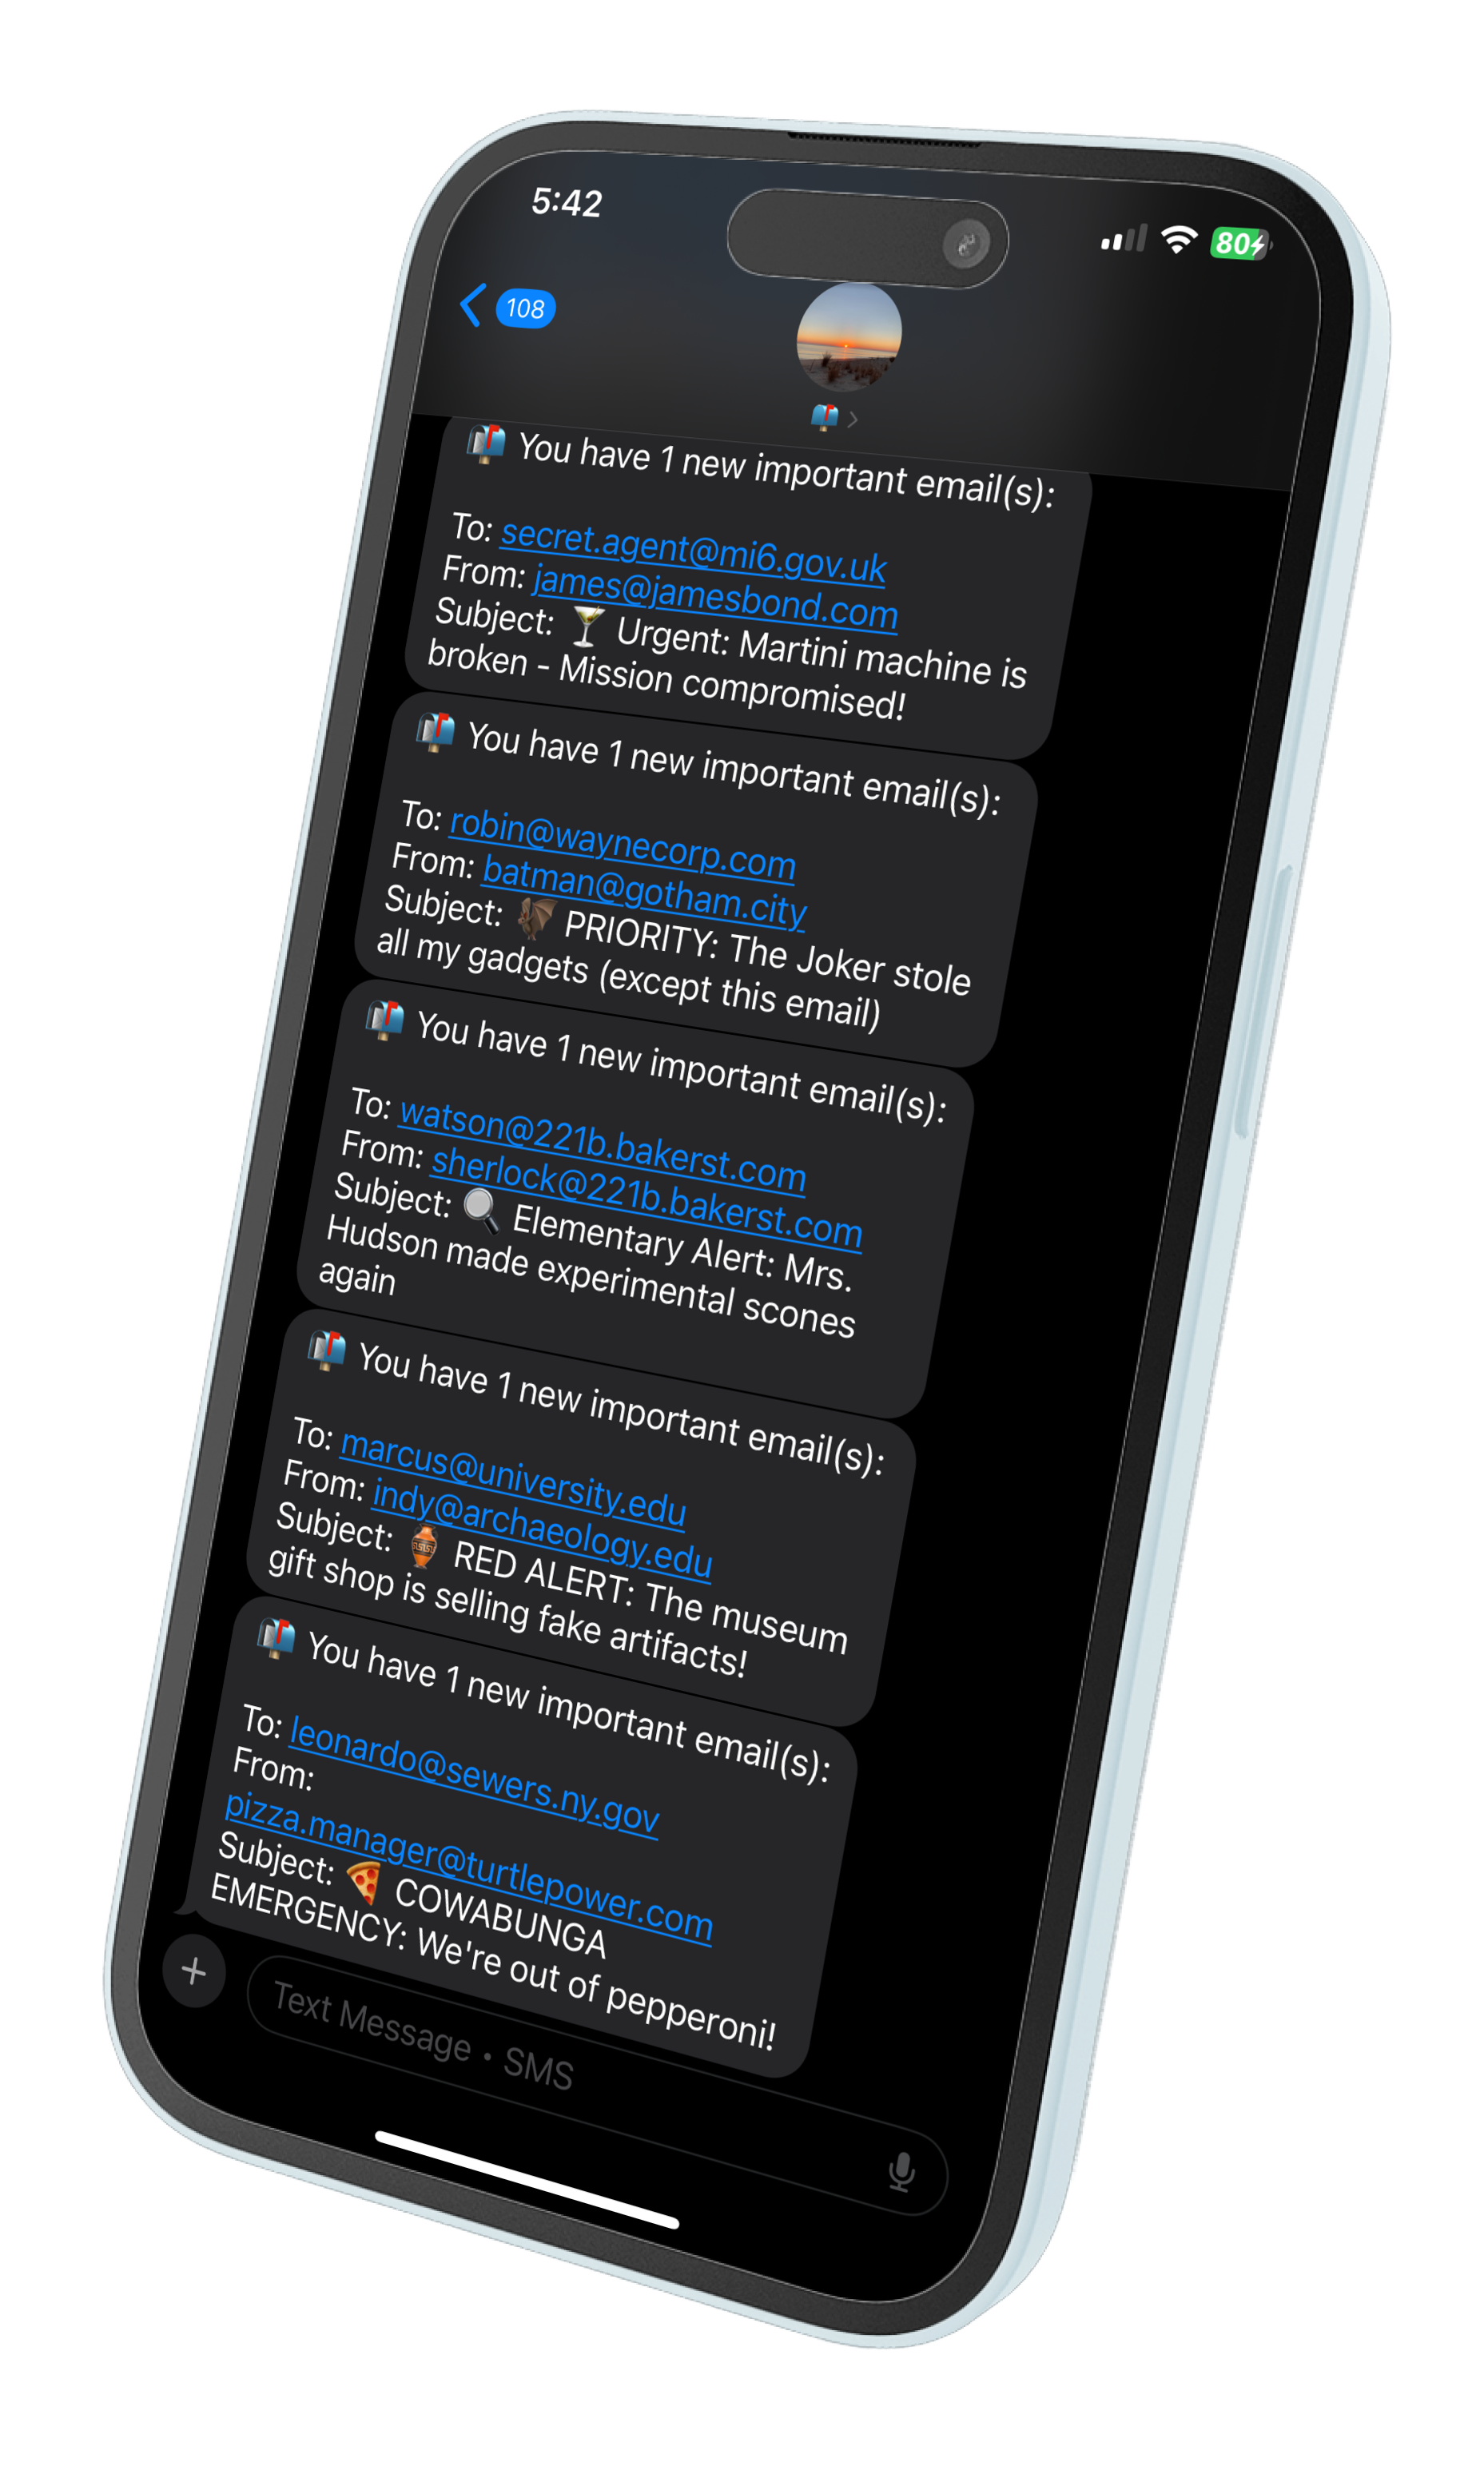 5:42
80
108
📬 You have 1 new important email(s):
To: secret.agent@mi6.gov.uk
From: james@jamesbond.com
Subject: 🍸 Urgent: Martini machine is
broken - Mission compromised!
📬 You have 1 new important email(s):
To: robin@waynecorp.com
From: batman@gotham.city
Subject: 🦇 PRIORITY: The Joker stole
all my gadgets (except this email)
📬 You have 1 new important email(s):
To: watson@221b.bakerst.com
From: sherlock@221b.bakerst.com
Subject: 🔍 Elementary Alert: Mrs.
Hudson made experimental scones
again
📬 You have 1 new important email(s):
To: marcus@university.edu
From: indy@archaeology.edu
Subject: 🏺 RED ALERT: The museum
gift shop is selling fake artifacts!
📬 You have 1 new important email(s):
To: leonardo@sewers.ny.gov
From:
pizza.manager@turtlepower.com
Subject: 🍕 COWABUNGA
EMERGENCY: We're out of pepperoni!
Text Message • SMS